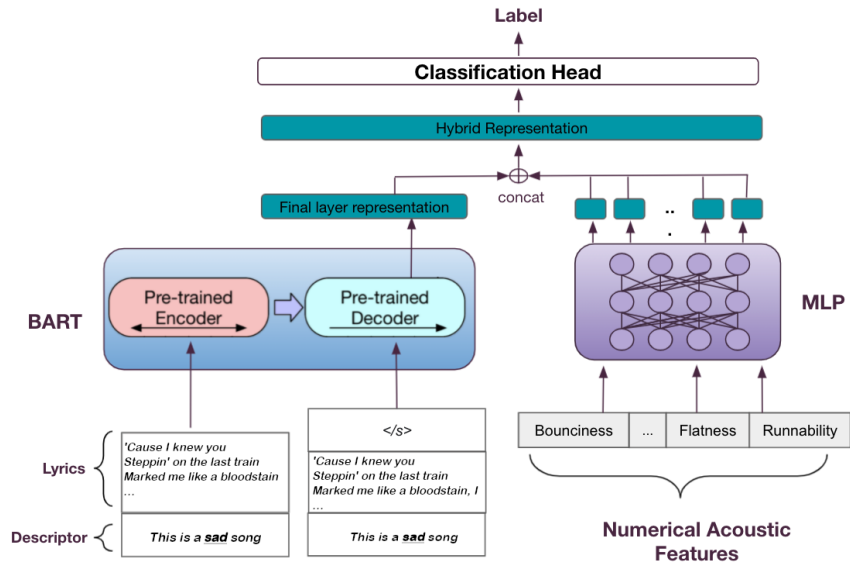 Label
Classification Head
Hybrid Representation
concat
Final layer representation
..
.
BART
Pre-trained
Encoder
Pre-trained
Decoder
MLP
Bounciness
...
Flatness
Runnability
Numerical Acoustic
Features
Lyrics
'Cause I knew you
Steppin' on the last train
Marked me like a bloodstain
...
</s>
'Cause I knew you
Steppin' on the last train
Marked me like a bloodstain, I
...
Descriptor
This is a sad song
This is a sad song